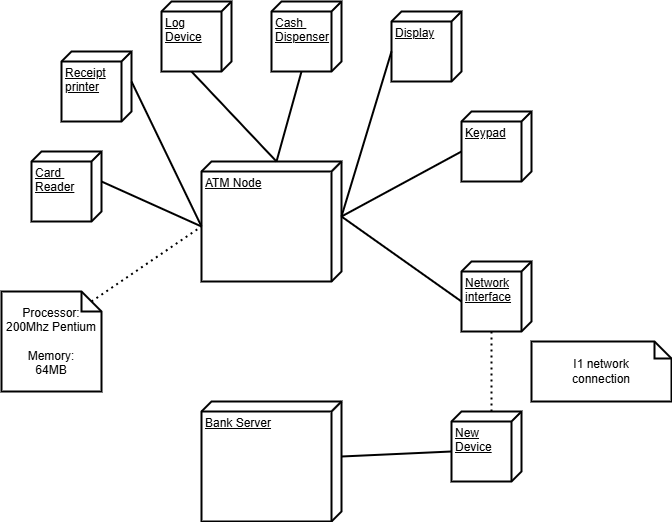 Log
Device
Cash
Dispenser
Display
Receipt
printer
Keypad
Card
Reader
ATM Node
Network
interface
Processor:
200Mhz Pentium
Memory:
64MB
I1 network
connection
Bank Server
New
Device